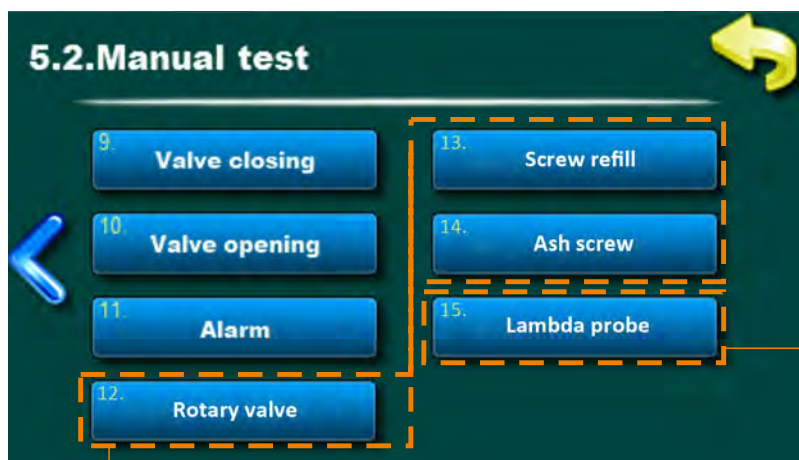 5.2.Manual test
9.
Valve closing
10.
Valve opening
11.
Alarm
12.
Rotary valve
13.
Screw refill
14.
Ash screw
15.
Lambda probe